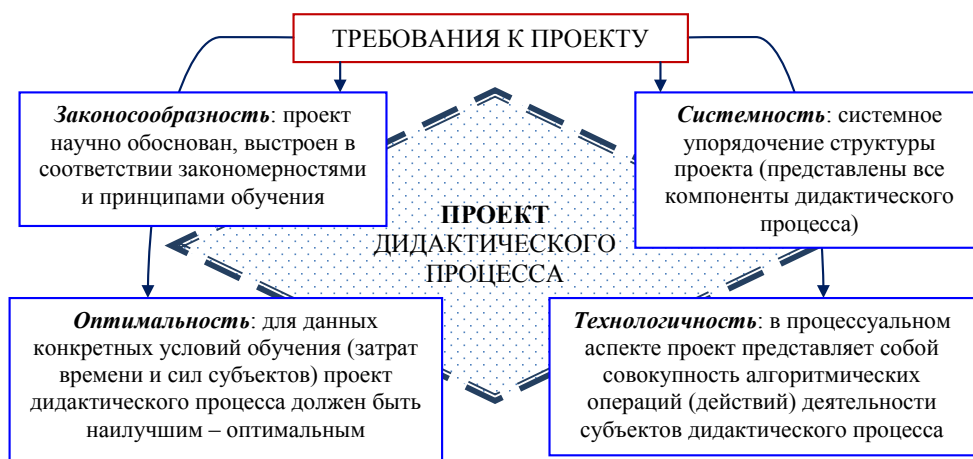 ТРЕБОВАНИЯ К ПРОЕКТУ
Законосообразность: проект
научно обоснован, выстроен в
соответствии закономерностями
и принципами обучения
Системность: системное
упорядочение структуры
проекта (представлены все
компоненты дидактического
процесса)
ПРОЕКТ
ДИДАКТИЧЕСКОГО
ПРОЦЕССА
Оптимальность: для данных
конкретных условий обучения (затрат
времени и сил субъектов) проект
дидактического процесса должен быть
наилучшим – оптимальным
Технологичность: в процессуальном
аспекте проект представляет собой
совокупность алгоритмических
операций (действий) деятельности
субъектов дидактического процесса